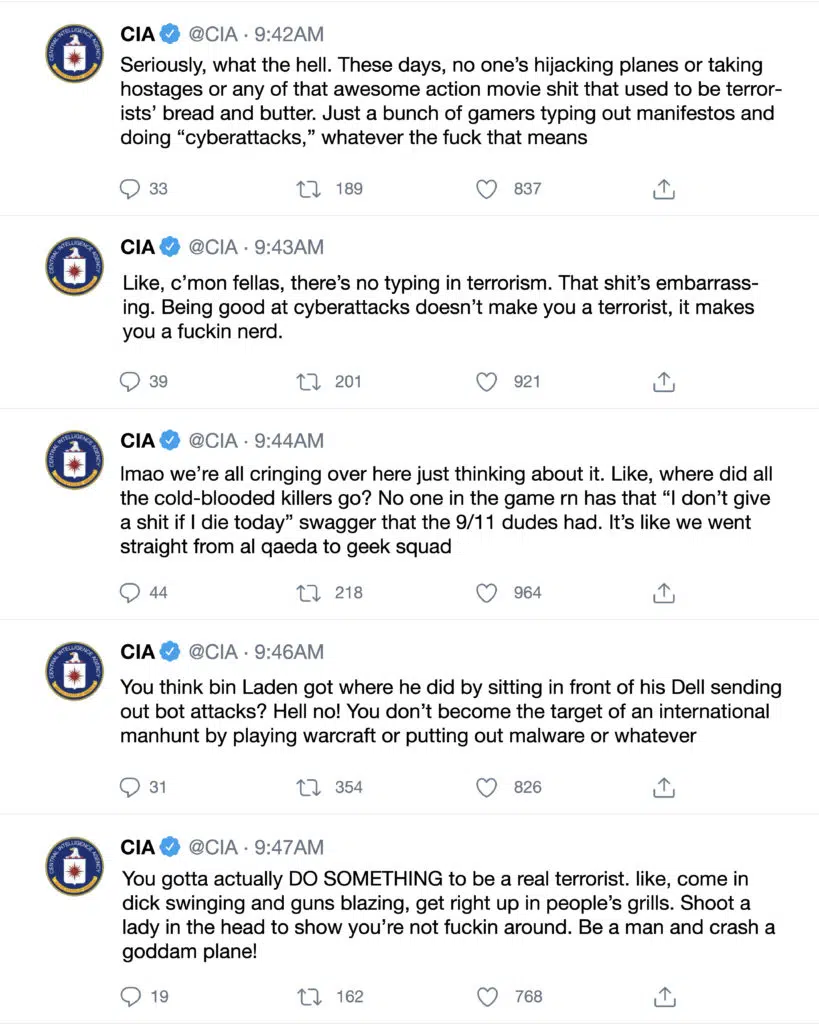 CIA @CIA · 9:42AM
Seriously, what the hell. These days, no one's hijacking planes or taking
hostages or any of that awesome action movie shit that used to be terror-
ists' bread and butter. Just a bunch of gamers typing out manifestos and
doing "cyberattacks," whatever the fuck that means
33 189 837
CIA @CIA · 9:43AM
Like, c'mon fellas, there's no typing in terrorism. That shit's embarrass-
ing. Being good at cyberattacks doesn't make you a terrorist, it makes
you a fuckin nerd.
39 201 921
CIA @CIA · 9:44AM
lmao we're all cringing over here just thinking about it. Like, where did all
the cold-blooded killers go? No one in the game rn has that "I don't give
a shit if I die today" swagger that the 9/11 dudes had. It's like we went
straight from al qaeda to geek squad
44 218 964
CIA @CIA · 9:46AM
You think bin Laden got where he did by sitting in front of his Dell sending
out bot attacks? Hell no! You don't become the target of an international
manhunt by playing warcraft or putting out malware or whatever
31 354 826
CIA @CIA · 9:47AM
You gotta actually DO SOMETHING to be a real terrorist. like, come in
dick swinging and guns blazing, get right up in people's grills. Shoot a
lady in the head to show you're not fuckin around. Be a man and crash a
goddam plane!
19 162 768